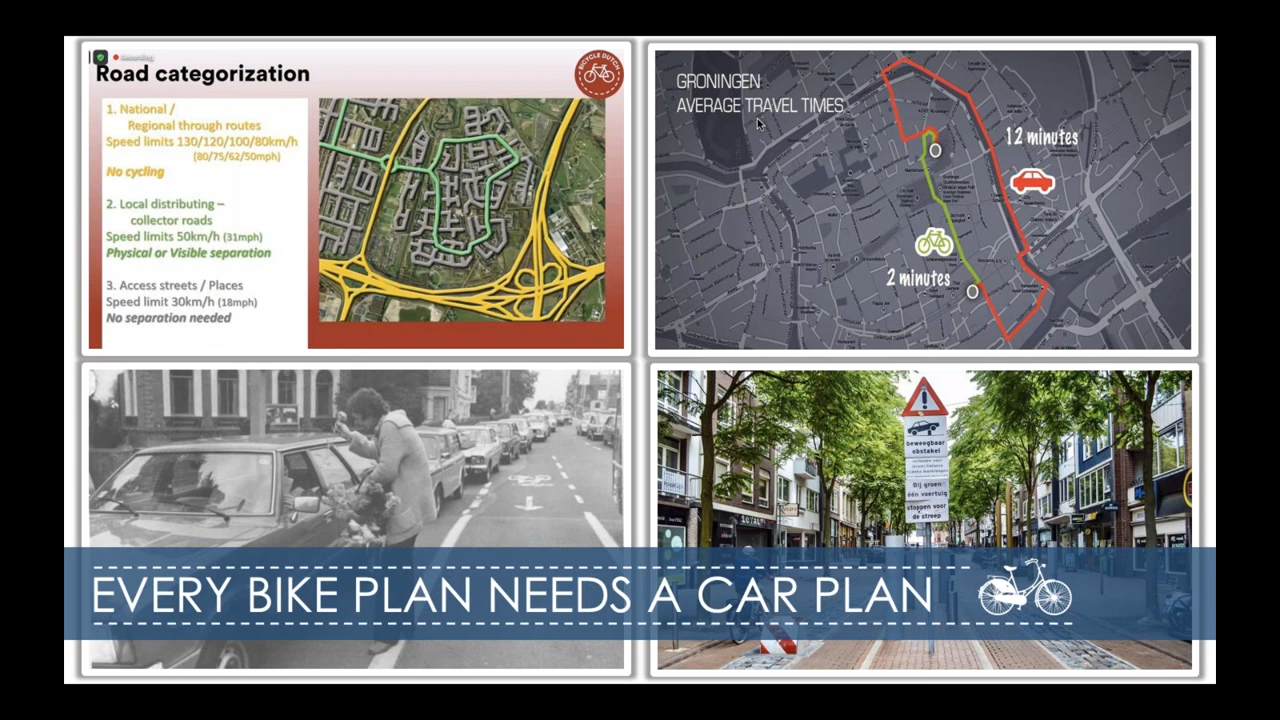 Recording
Road categorization
BICYCLE DUTCH
1. National /
Regional through routes
Speed limits 130/120/100/80km/h
(80/75/62/50mph)
No cycling
2. Local distributing –
collector roads
Speed limits 50km/h (31mph)
Physical or Visible separation
3. Access streets / Places
Speed limit 30km/h (18mph)
No separation needed
GRONINGEN
AVERAGE TRAVEL TIMES
12 minutes
2 minutes
beweegbaar
obstakel
Bij groen
één voertuig
stoppen voor
de streep
EVERY BIKE PLAN NEEDS A CAR PLAN